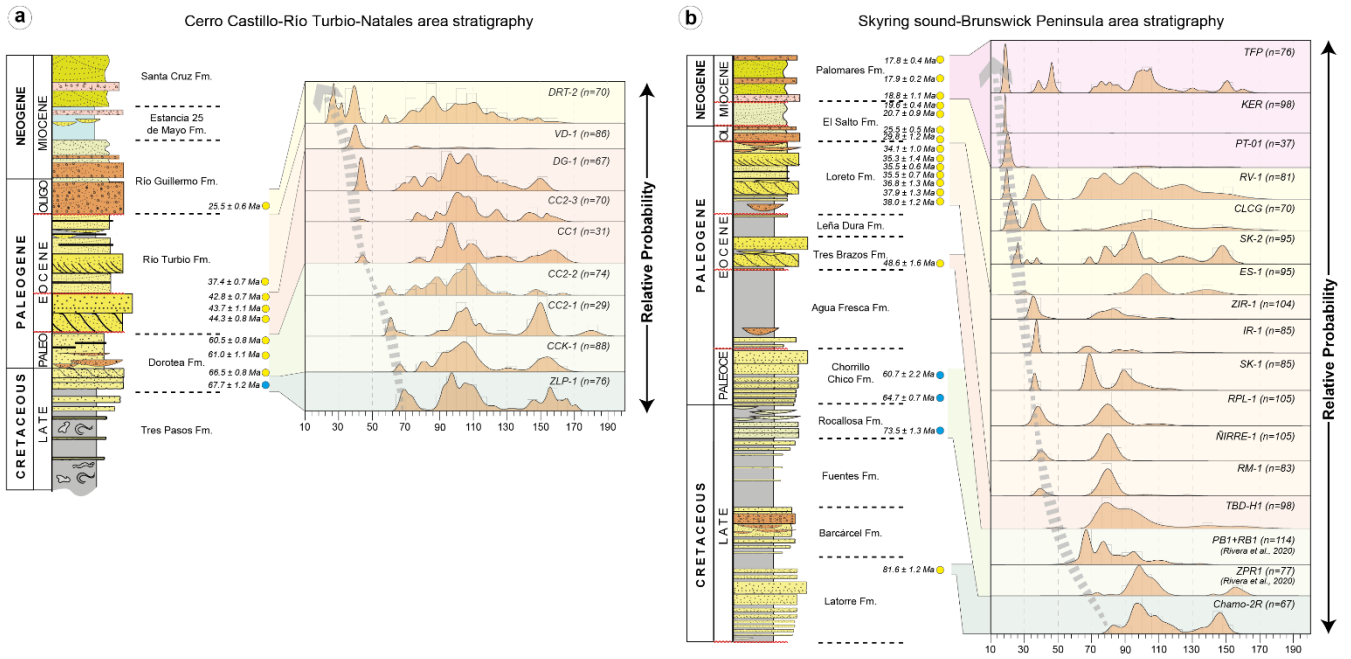 a
Cerro Castillo-Río Turbio-Natales area stratigraphy
NEOGENE
MIOCENE
PALEOGENE
OLIGO
EOCENE
PALEO
CRETACEOUS
LATE
Santa Cruz Fm.
Estancia 25
de Mayo Fm.
Río Guillermo Fm.
25.5 ± 0.6 Ma
Río Turbio Fm.
37.4 ± 0.7 Ma
42.8 ± 0.7 Ma
43.7 ± 1.1 Ma
44.3 ± 0.8 Ma
60.5 ± 0.8 Ma
Dorotea Fm.
61.0 ± 1.1 Ma
66.5 ± 0.8 Ma
67.7 ± 1.2 Ma
Tres Pasos Fm.
DRT-2 (n=70)
VD-1 (n=86)
DG-1 (n=67)
CC2-3 (n=70)
CC1 (n=31)
CC2-2 (n=74)
CC2-1 (n=29)
CCK-1 (n=88)
ZLP-1 (n=76)
10 30 50 70 90 110 130 150 170 190
Relative Probability
b
Skyring sound-Brunswick Peninsula area stratigraphy
NEOGENE
MIOCENE
PALEOGENE
OLI
EOCENE
PALEOCE
CRETACEOUS
LATE
17.8 ± 0.4 Ma
Palomares Fm.
17.9 ± 0.2 Ma
18.8 ± 1.1 Ma
19.6 ± 0.4 Ma
20.7 ± 0.9 Ma
El Salto Fm.
25.5 ± 0.5 Ma
29.8 ± 1.2 Ma
34.1 ± 1.0 Ma
35.3 ± 1.4 Ma
35.5 ± 0.6 Ma
Loreto Fm.
35.5 ± 0.7 Ma
36.8 ± 1.3 Ma
37.9 ± 1.3 Ma
38.0 ± 1.2 Ma
Leña Dura Fm.
Tres Brazos Fm.
48.6 ± 1.6 Ma
Agua Fresca Fm.
Chorrillo
Chico Fm.
60.7 ± 2.2 Ma
64.7 ± 0.7 Ma
Rocallosa Fm.
73.5 ± 1.3 Ma
Fuentes Fm.
Barcárcel Fm.
81.6 ± 1.2 Ma
Latorre Fm.
TFP (n=76)
KER (n=98)
PT-01 (n=37)
RV-1 (n=81)
CLCG (n=70)
SK-2 (n=95)
ES-1 (n=95)
ZIR-1 (n=104)
IR-1 (n=85)
SK-1 (n=85)
RPL-1 (n=105)
ÑIRRE-1 (n=105)
RM-1 (n=83)
TBD-H1 (n=98)
PB1+RB1 (n=114)
(Rivera et al., 2020)
ZPR1 (n=77)
(Rivera et al., 2020)
Chamo-2R (n=67)
10 30 50 70 90 110 130 150 170 190
Relative Probability